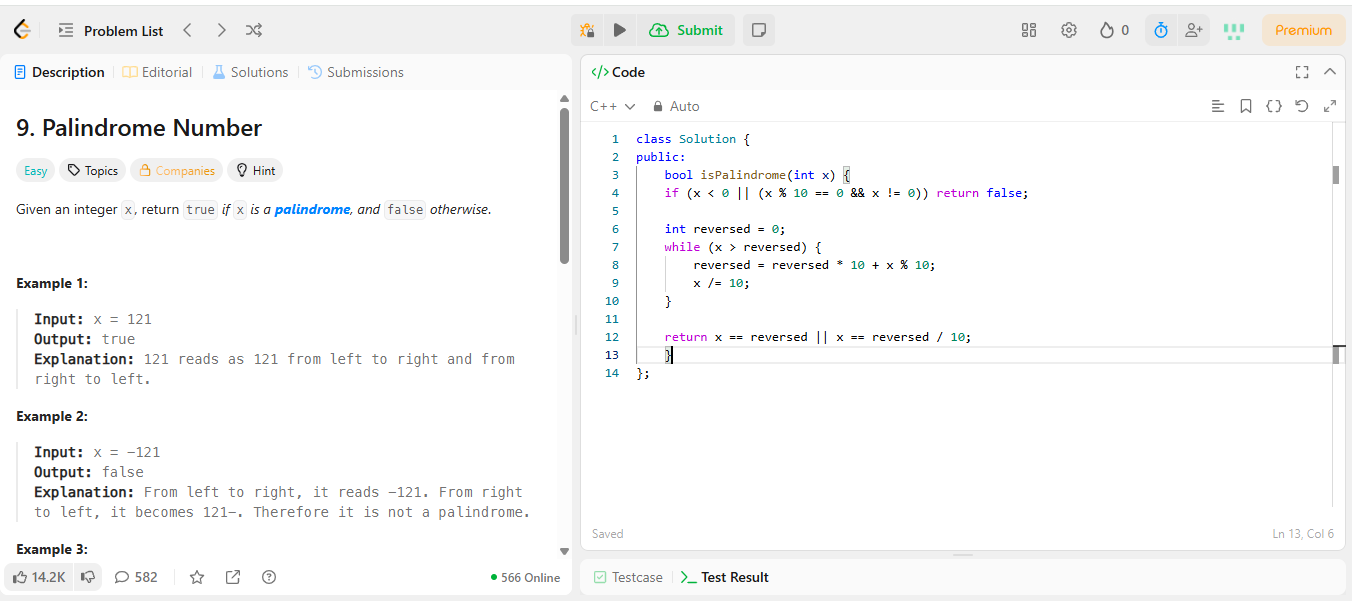 Problem List
Submit
0
Premium
Description
Editorial
Solutions
Submissions
9. Palindrome Number
Easy
Topics
Companies
Hint
Given an integer x, return true if x is a palindrome, and false otherwise.
Example 1:
Input: x = 121
Output: true
Explanation: 121 reads as 121 from left to right and from
right to left.
Example 2:
Input: x = -121
Output: false
Explanation: From left to right, it reads -121. From right
to left, it becomes 121-. Therefore it is not a palindrome.
Example 3:
14.2K
582
566 Online
</> Code
C++
Auto
1 class Solution {
2 public:
3     bool isPalindrome(int x) {
4     if (x < 0 || (x % 10 == 0 && x != 0)) return false;
5
6     int reversed = 0;
7     while (x > reversed) {
8         reversed = reversed * 10 + x % 10;
9         x /= 10;
10     }
11
12     return x == reversed || x == reversed / 10;
13     }
14 };
Saved
Ln 13, Col 6
Testcase
Test Result